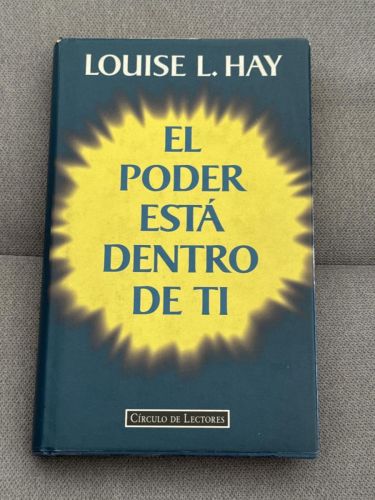 LOUISE L. HAY
EL
PODER
ESTÁ
DENTRO
DE TI
CÍRCULO DE LECTORES